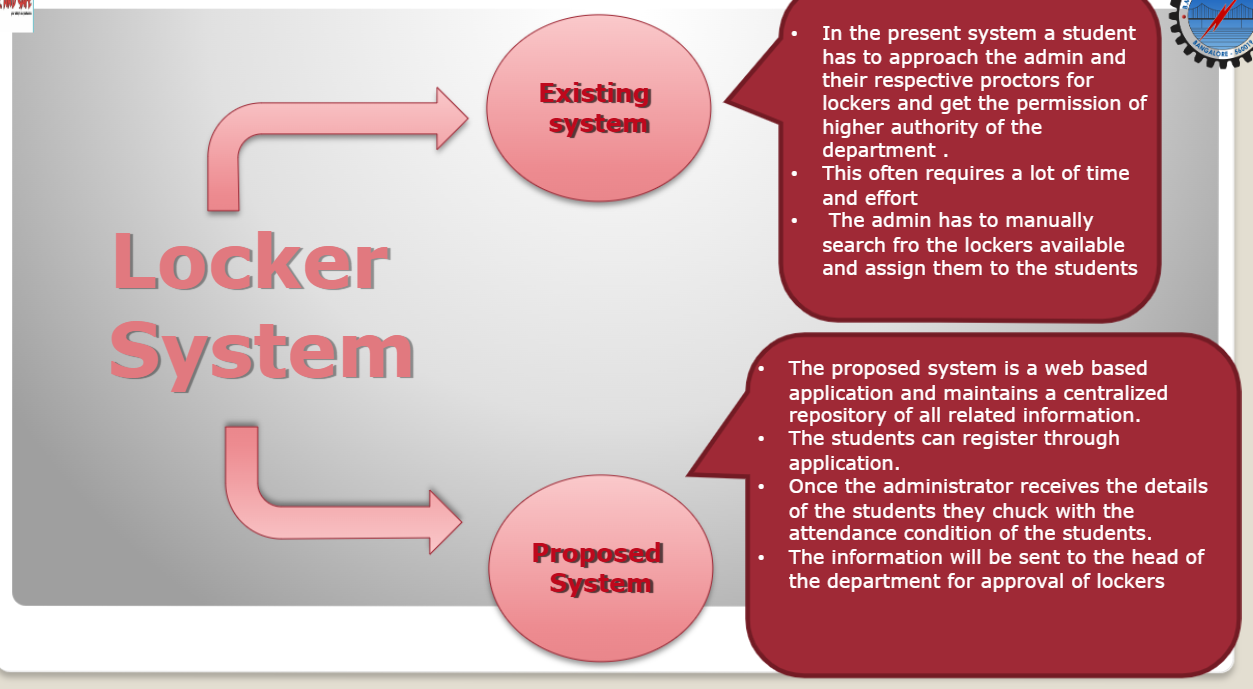 Locker
System
Existing
system
• In the present system a student
has to approach the admin and
their respective proctors for
lockers and get the permission of
higher authority of the
department .
• This often requires a lot of time
and effort
• The admin has to manually
search fro the lockers available
and assign them to the students
Proposed
System
• The proposed system is a web based
application and maintains a centralized
repository of all related information.
• The students can register through
application.
• Once the administrator receives the details
of the students they chuck with the
attendance condition of the students.
• The information will be sent to the head of
the department for approval of lockers
BANGALORE - 560019